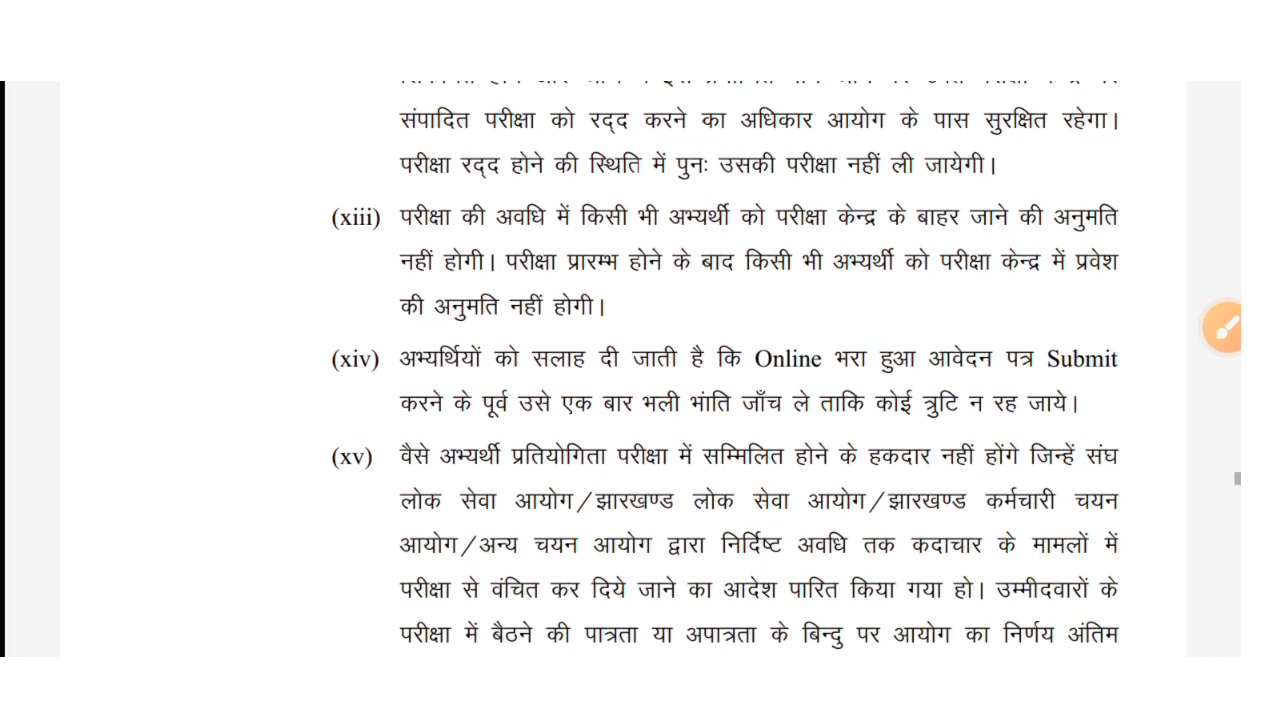 संपादित परीक्षा को रद्द करने का अधिकार आयोग के पास सुरक्षित रहेगा।
परीक्षा रद्द होने की स्थिति में पुनः उसकी परीक्षा नहीं ली जायेगी।
(xiii) परीक्षा की अवधि में किसी भी अभ्यर्थी को परीक्षा केन्द्र के बाहर जाने की अनुमति
नहीं होगी। परीक्षा प्रारम्भ होने के बाद किसी भी अभ्यर्थी को परीक्षा केन्द्र में प्रवेश
की अनुमति नहीं होगी।
(xiv) अभ्यर्थियों को सलाह दी जाती है कि Online भरा हुआ आवेदन पत्र Submit
करने के पूर्व उसे एक बार भली भांति जाँच ले ताकि कोई त्रुटि न रह जाये।
(xv) वैसे अभ्यर्थी प्रतियोगिता परीक्षा में सम्मिलित होने के हकदार नहीं होंगे जिन्हें संघ
लोक सेवा आयोग/झारखण्ड लोक सेवा आयोग/झारखण्ड कर्मचारी चयन
आयोग/अन्य चयन आयोग द्वारा निर्दिष्ट अवधि तक कदाचार के मामलों में
परीक्षा से वंचित कर दिये जाने का आदेश पारित किया गया हो। उम्मीदवारों के
परीक्षा में बैठने की पात्रता या अपात्रता के बिन्दु पर आयोग का निर्णय अंतिम